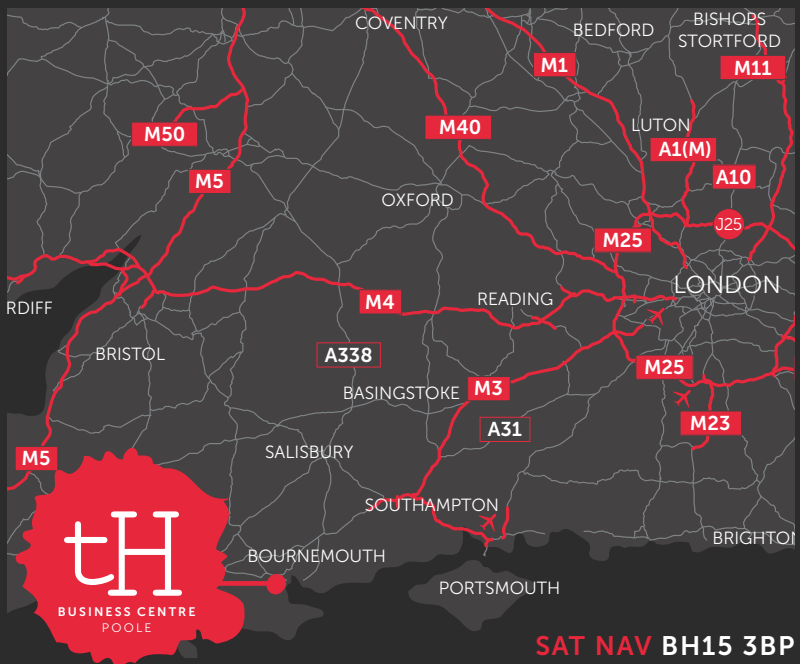 COVENTRY
BEDFORD
BISHOPS
STORTFORD
M1
M11
M50
M40
LUTON
A1(M)
M5
A10
OXFORD
J25
M25
LONDON
RDIFF
M4
READING
BRISTOL
A338
M25
BASINGSTOKE
M3
M23
A31
SALISBURY
M5
SOUTHAMPTON
BRIGHTON
tH
BUSINESS CENTRE
POOLE
BOURNEMOUTH
PORTSMOUTH
SAT NAV BH15 3BP